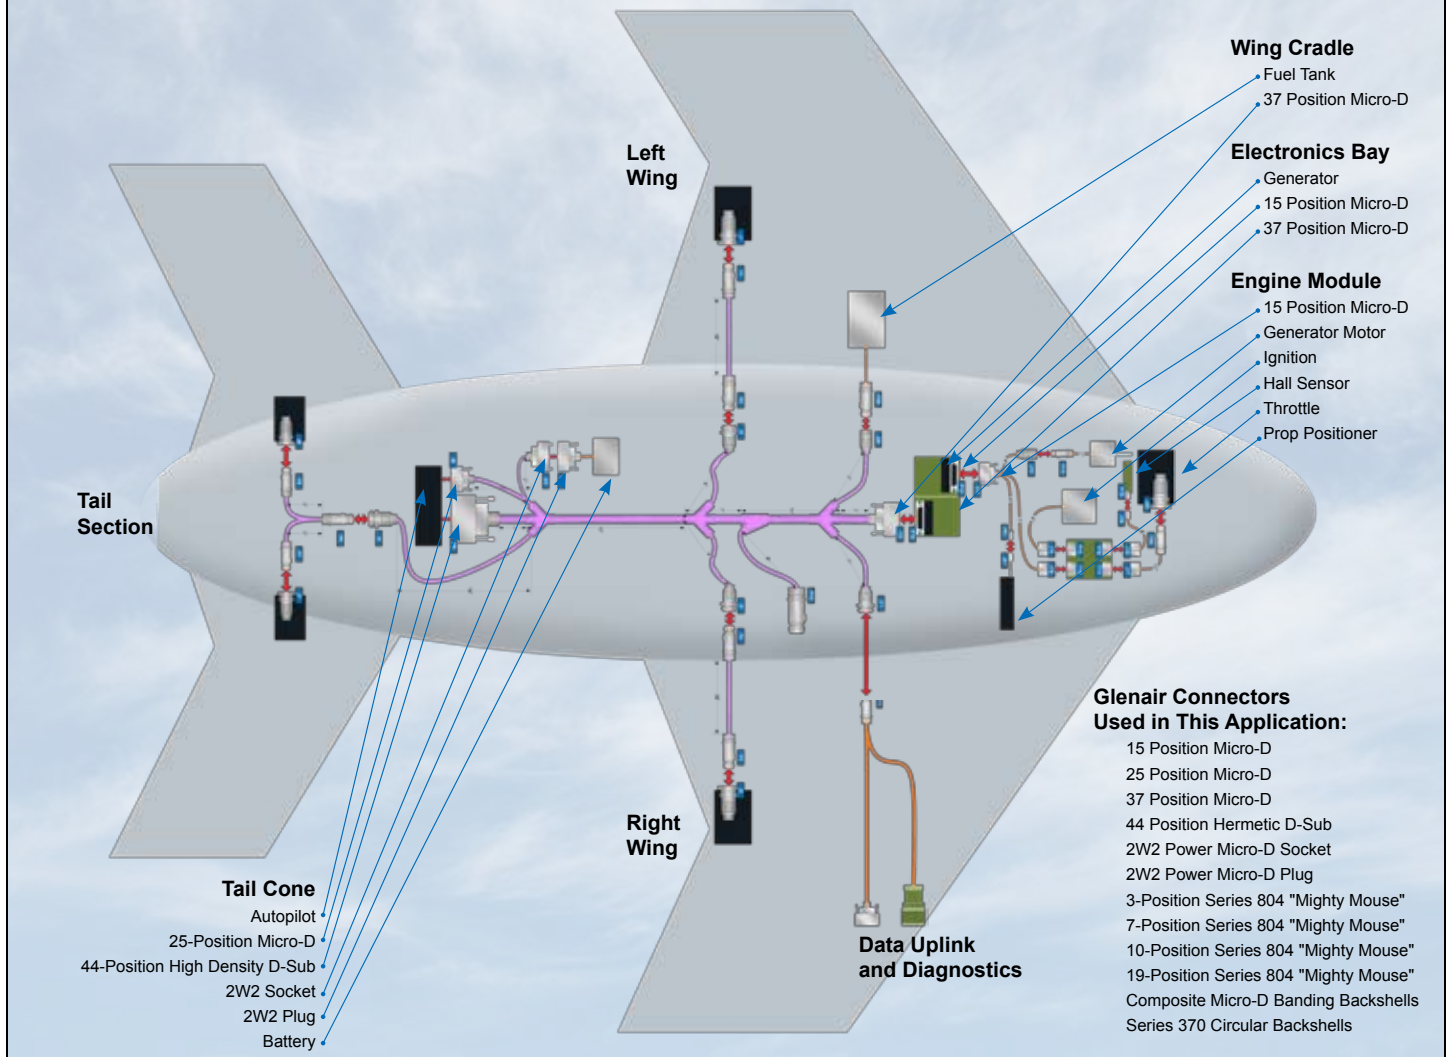 Wing Cradle
Fuel Tank
37 Position Micro-D
Electronics Bay
Generator
15 Position Micro-D
37 Position Micro-D
Engine Module
15 Position Micro-D
Generator Motor
Ignition
Hall Sensor
Throttle
Prop Positioner
Left
Wing
Tail
Section
Right
Wing
Tail Cone
Autopilot
25-Position Micro-D
44-Position High Density D-Sub
2W2 Socket
2W2 Plug
Battery
Data Uplink
and Diagnostics
Glenair Connectors
Used in This Application:
15 Position Micro-D
25 Position Micro-D
37 Position Micro-D
44 Position Hermetic D-Sub
2W2 Power Micro-D Socket
2W2 Power Micro-D Plug
3-Position Series 804 "Mighty Mouse"
7-Position Series 804 "Mighty Mouse"
10-Position Series 804 "Mighty Mouse"
19-Position Series 804 "Mighty Mouse"
Composite Micro-D Banding Backshells
Series 370 Circular Backshells